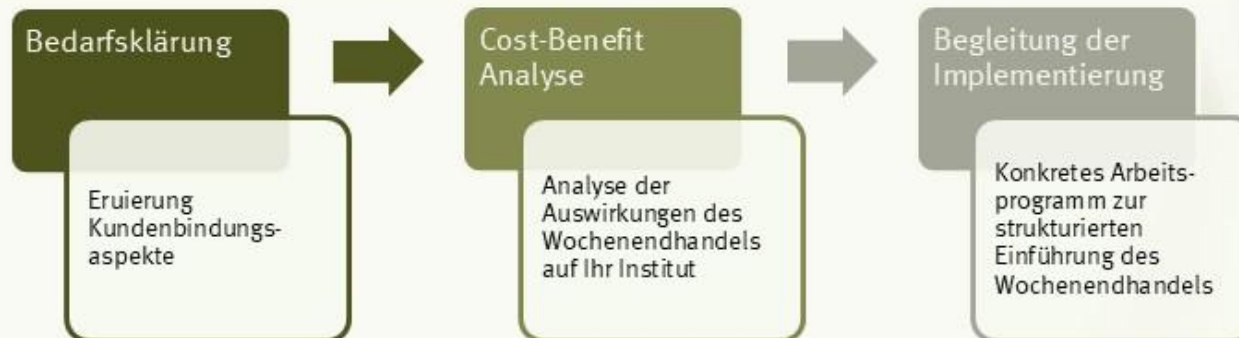 Bedarfsklärung
Eruierung
Kundenbindungs-
aspekte
Cost-Benefit
Analyse
Analyse der
Auswirkungen des
Wochenendhandels
auf Ihr Institut
Begleitung der
Implementierung
Konkretes Arbeits-
programm zur
strukturierten
Einführung des
Wochenendhandels